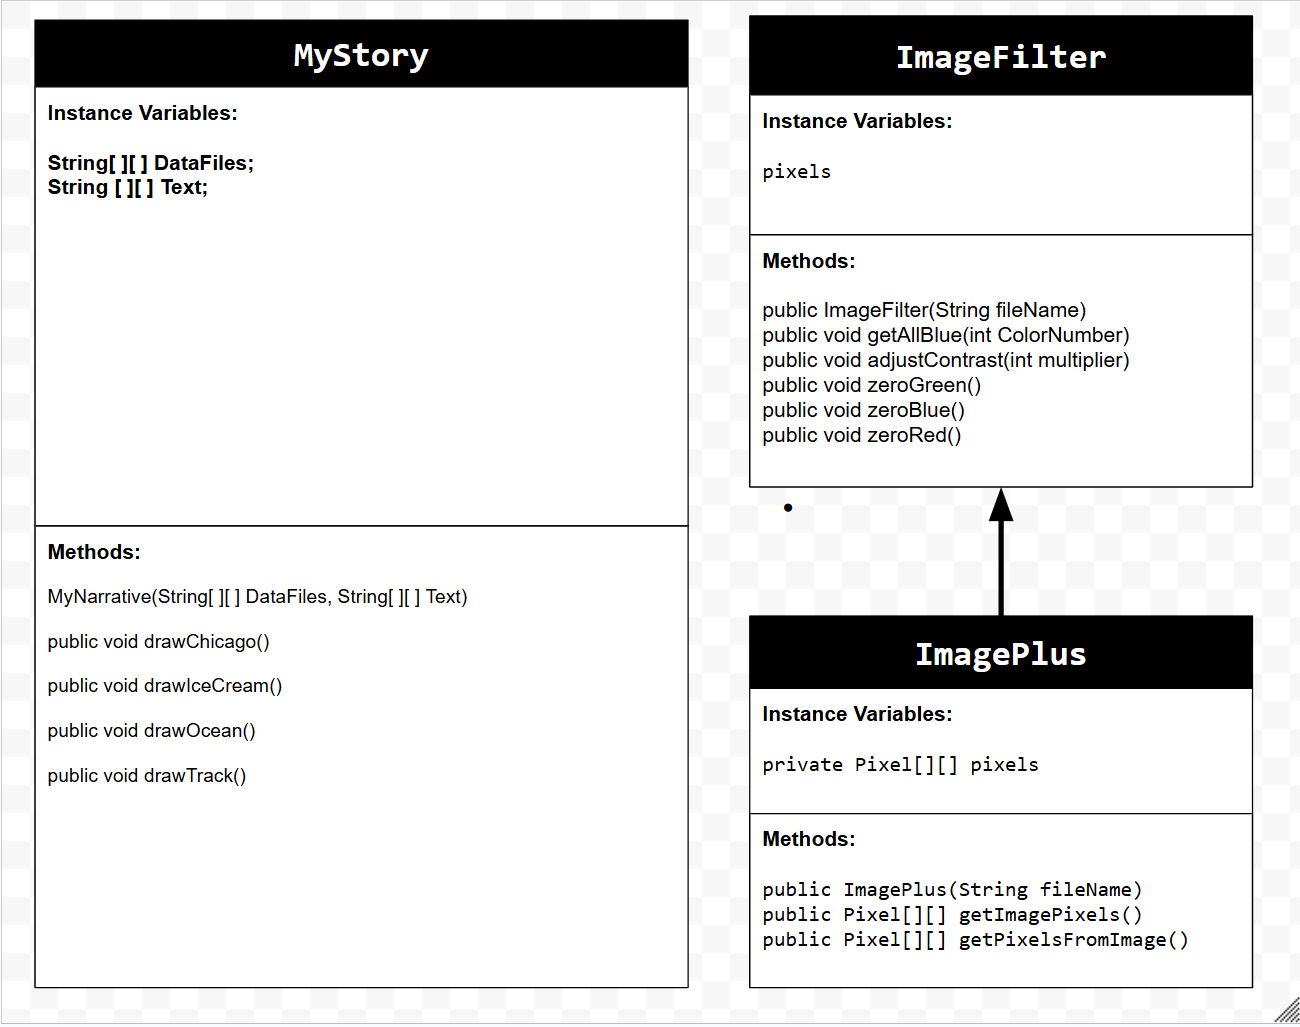 MyStory
Instance Variables:
String[ ][ ] DataFiles;
String [ ][ ] Text;
Methods:
MyNarrative(String[ ][ ] DataFiles, String[ ][ ] Text)
public void drawChicago()
public void drawIceCream()
public void drawOcean()
public void drawTrack()
ImageFilter
Instance Variables:
pixels
Methods:
public ImageFilter(String fileName)
public void getAllBlue(int ColorNumber)
public void adjustContrast(int multiplier)
public void zeroGreen()
public void zeroBlue()
public void zeroRed()
ImagePlus
Instance Variables:
private Pixel[][] pixels
Methods:
public ImagePlus(String fileName)
public Pixel[][] getImagePixels()
public Pixel[][] getPixelsFromImage()